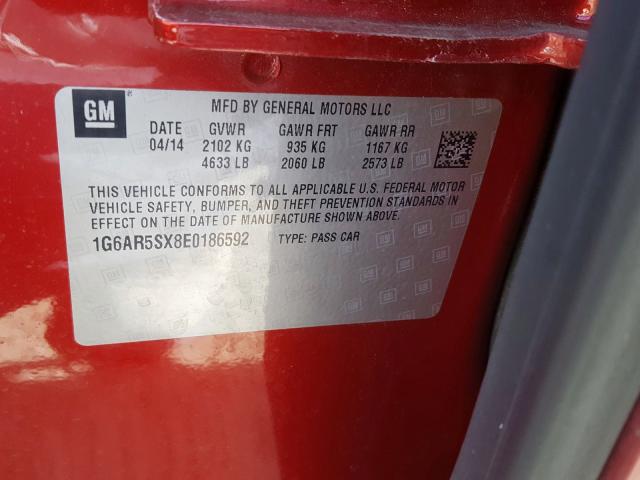 GM
MFD BY GENERAL MOTORS LLC
DATE GVWR GAWR FRT GAWR RR
04/14 2102 KG 935 KG 1167 KG
4633 LB 2060 LB 2573 LB
THIS VEHICLE CONFORMS TO ALL APPLICABLE U.S. FEDERAL MOTOR
VEHICLE SAFETY, BUMPER, AND THEFT PREVENTION STANDARDS IN
EFFECT ON THE DATE OF MANUFACTURE SHOWN ABOVE.
1G6AR5SX8E0186592 TYPE: PASS CAR